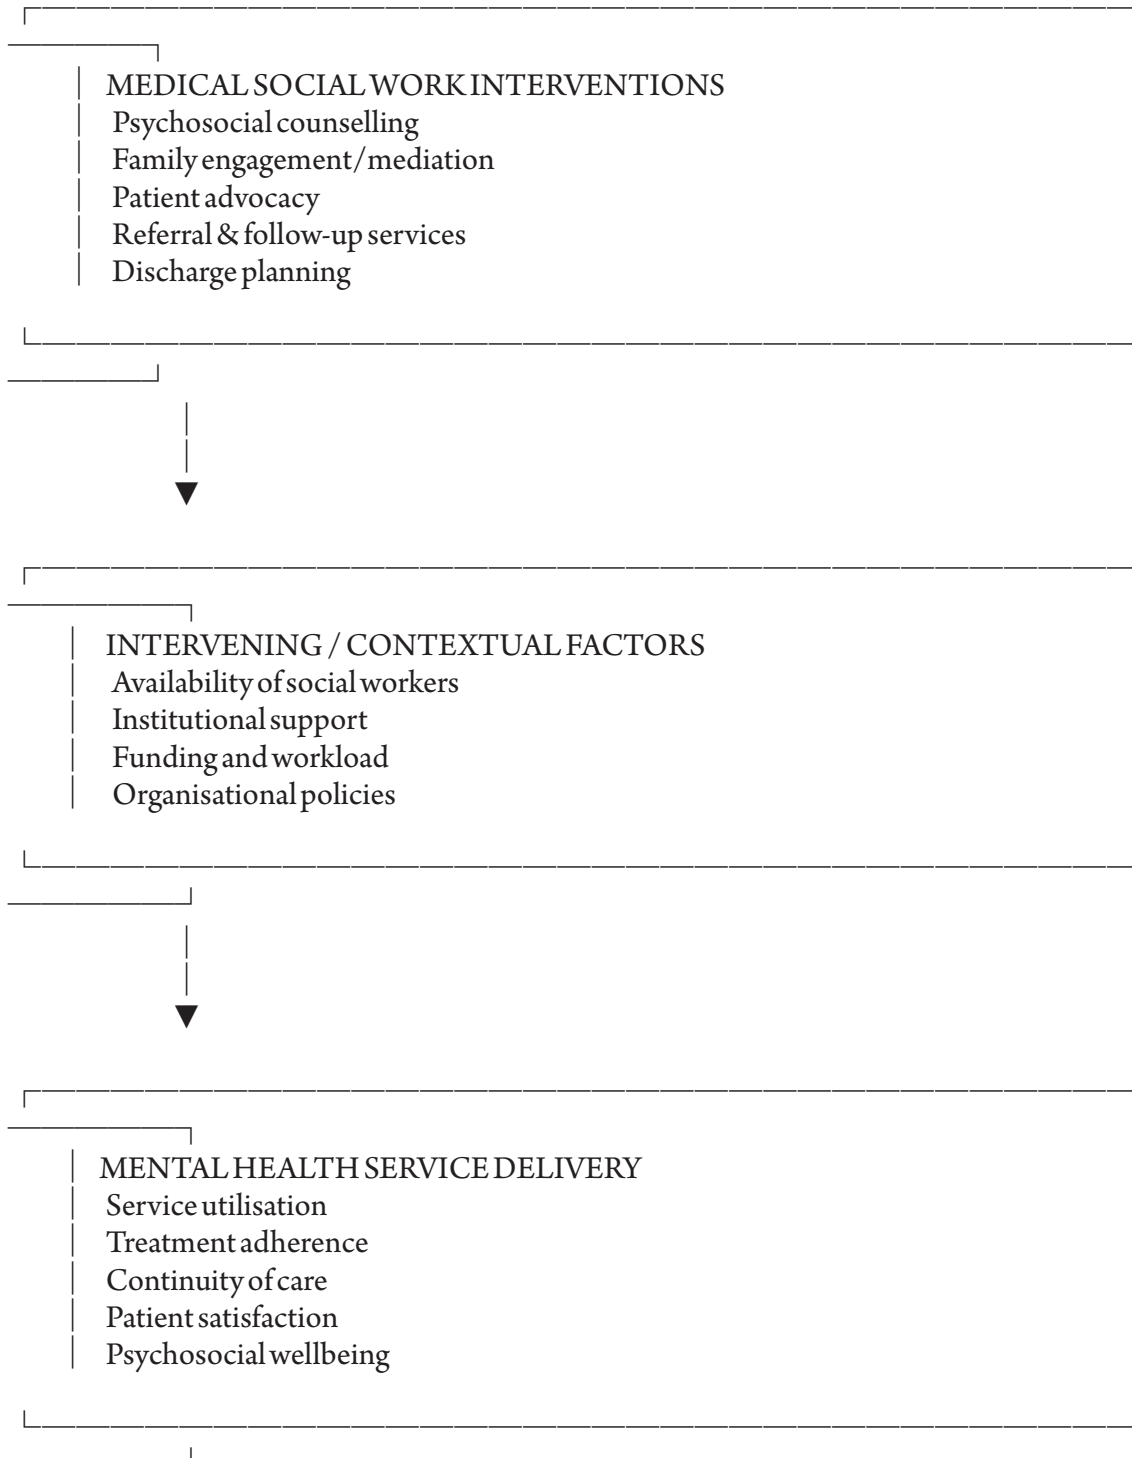 MEDICAL SOCIAL WORK INTERVENTIONS
Psychosocial counselling
Family engagement/mediation
Patient advocacy
Referral & follow-up services
Discharge planning
INTERVENING / CONTEXTUAL FACTORS
Availability of social workers
Institutional support
Funding and workload
Organisational policies
MENTAL HEALTH SERVICE DELIVERY
Service utilisation
Treatment adherence
Continuity of care
Patient satisfaction
Psychosocial wellbeing